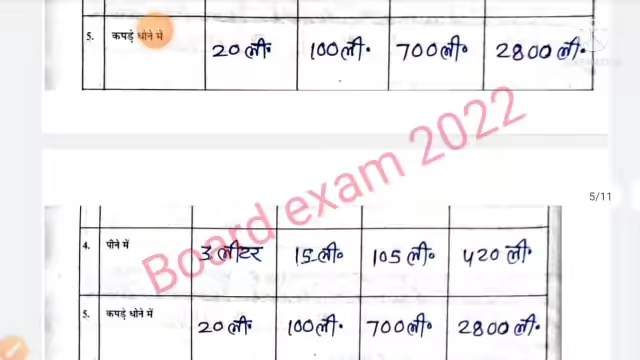 5. कपड़े धोने में 20 ली॰ 100 ली॰ 700 ली॰ 2800 ली॰
Board exam 2022
5/11
4. पीने में 3 लीटर 15 ली॰ 105 ली॰ 420 ली॰
5. कपड़े धोने में 20 ली॰ 100 ली॰ 700 ली॰ 2800 ली॰